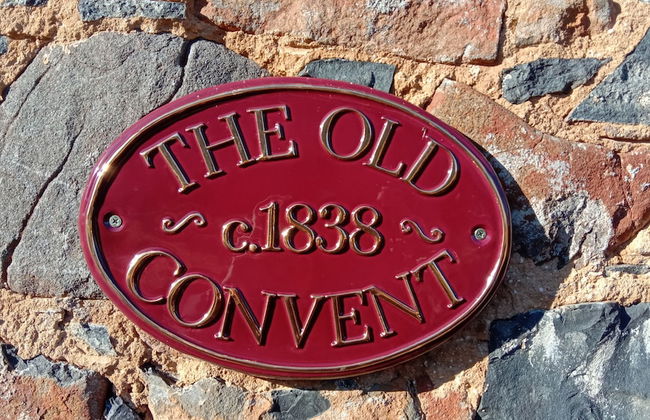 THE OLD
c.1838
CONVENT